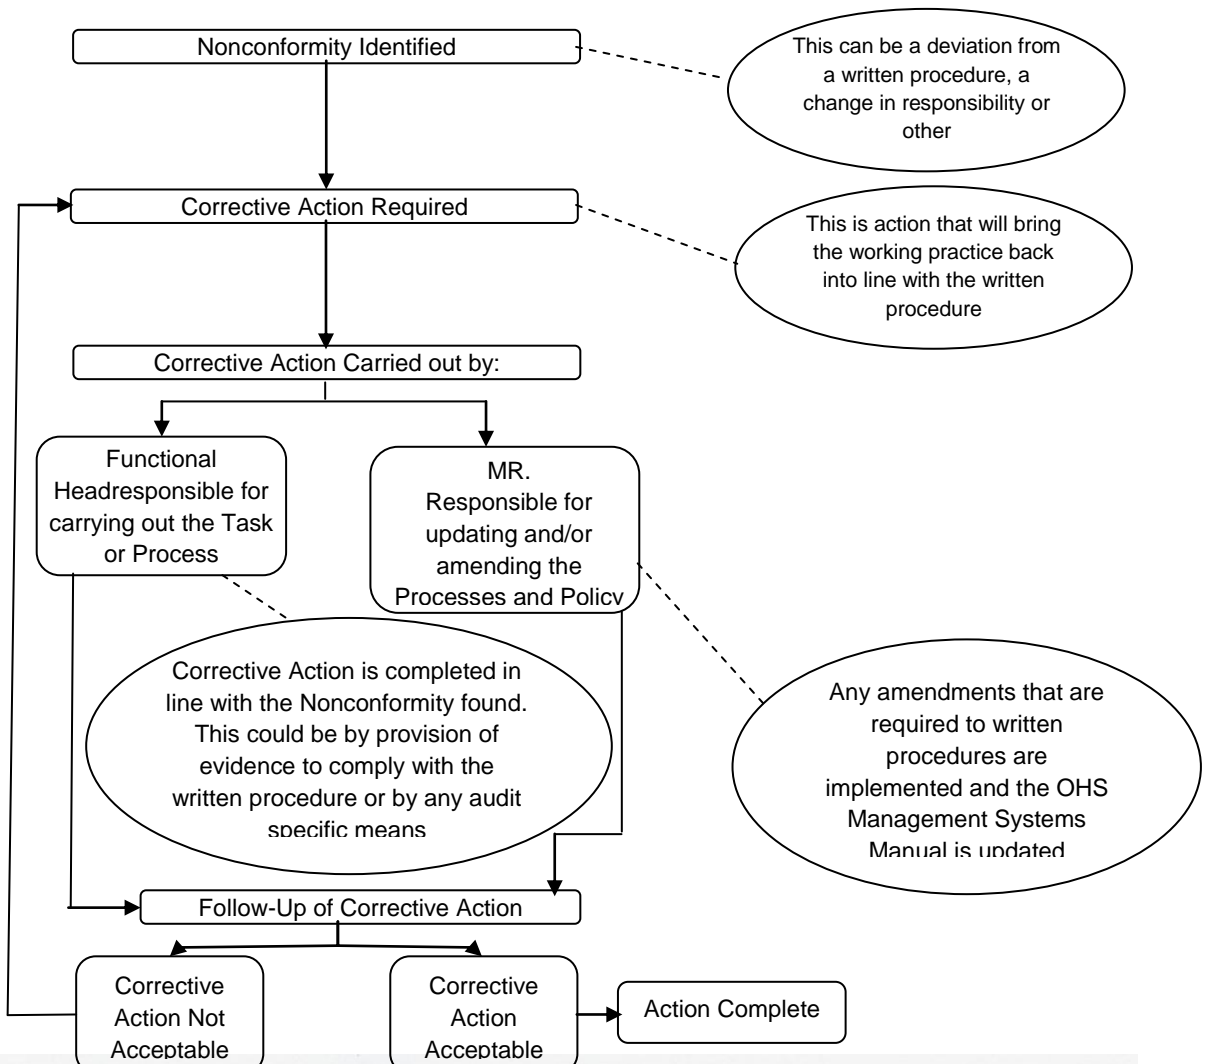 Nonconformity Identified
This can be a deviation from
a written procedure, a
change in responsibility or
other
Corrective Action Required
This is action that will bring
the working practice back
into line with the written
procedure
Corrective Action Carried out by:
Functional
Headresponsible for
carrying out the Task
or Process
MR.
Responsible for
updating and/or
amending the
Processes and Policy
Corrective Action is completed in
line with the Nonconformity found.
This could be by provision of
evidence to comply with the
written procedure or by any audit
specific means
Any amendments that are
required to written
procedures are
implemented and the OHS
Management Systems
Manual is updated
Follow-Up of Corrective Action
Corrective
Action Not
Acceptable
Corrective
Action
Acceptable
Action Complete